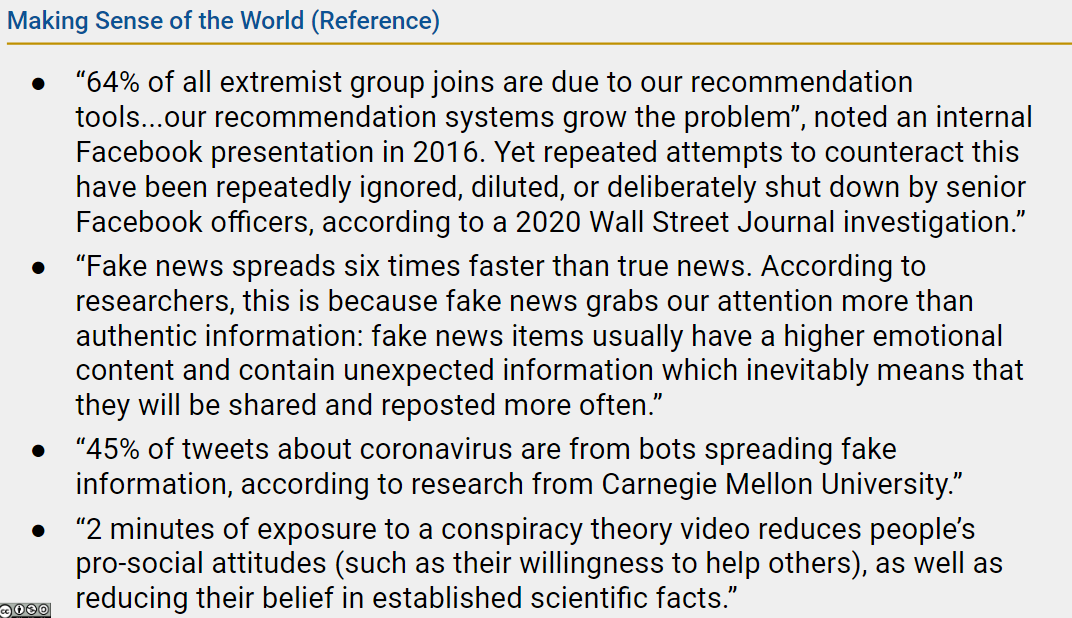 Making Sense of the World (Reference)
● “64% of all extremist group joins are due to our recommendation
tools...our recommendation systems grow the problem”, noted an internal
Facebook presentation in 2016. Yet repeated attempts to counteract this
have been repeatedly ignored, diluted, or deliberately shut down by senior
Facebook officers, according to a 2020 Wall Street Journal investigation.”
● “Fake news spreads six times faster than true news. According to
researchers, this is because fake news grabs our attention more than
authentic information: fake news items usually have a higher emotional
content and contain unexpected information which inevitably means that
they will be shared and reposted more often.”
● “45% of tweets about coronavirus are from bots spreading fake
information, according to research from Carnegie Mellon University.”
● “2 minutes of exposure to a conspiracy theory video reduces people’s
pro-social attitudes (such as their willingness to help others), as well as
reducing their belief in established scientific facts.”
cc